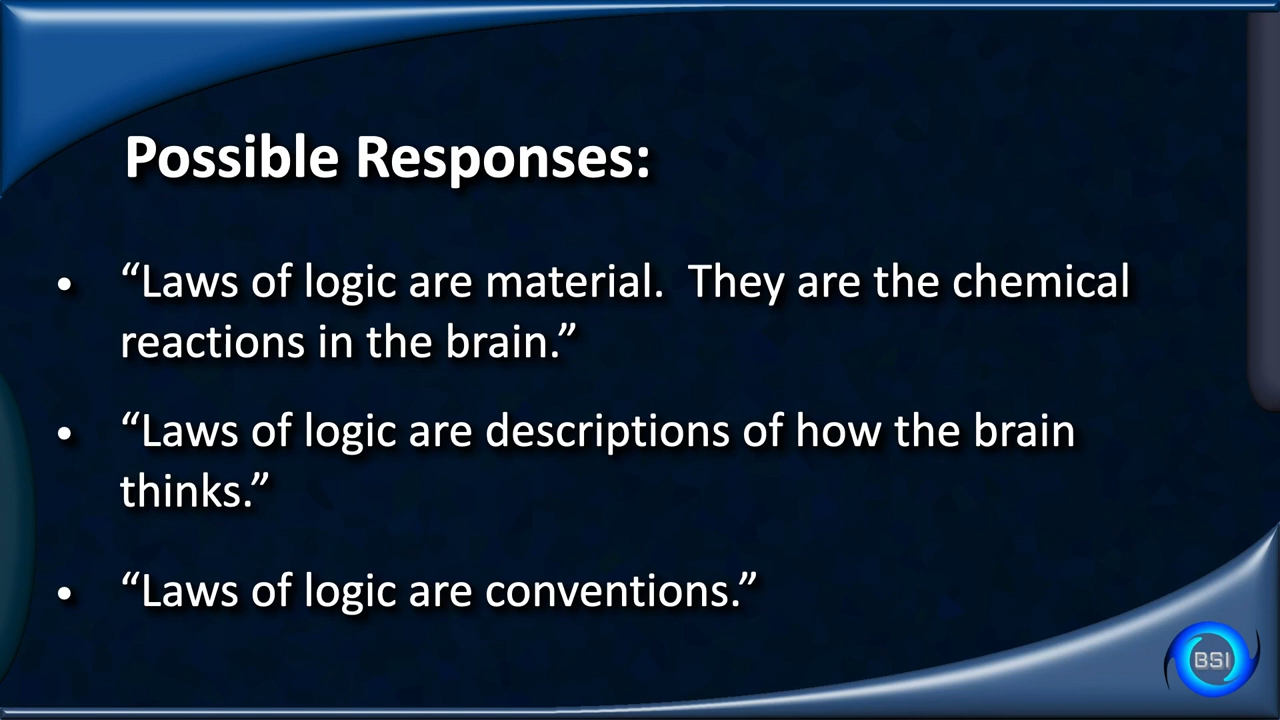 Possible Responses:
• “Laws of logic are material.  They are the chemical
reactions in the brain.”
• “Laws of logic are descriptions of how the brain
thinks.”
• “Laws of logic are conventions.”
BSI